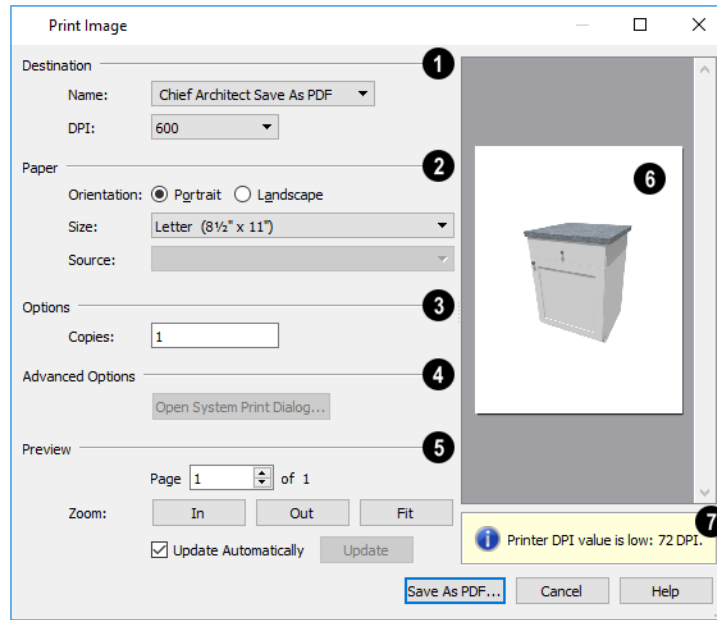 Print Image
Destination 1
Name: Chief Architect Save As PDF
DPI: 600
Paper 2
Orientation: Portrait Landscape
Size: Letter (8½" x 11")
Source:
Options 3
Copies: 1
Advanced Options 4
Open System Print Dialog...
Preview 5
Page 1 of 1
Zoom: In Out Fit
Update Automatically Update
6
7
Printer DPI value is low: 72 DPI.
Save As PDF... Cancel Help